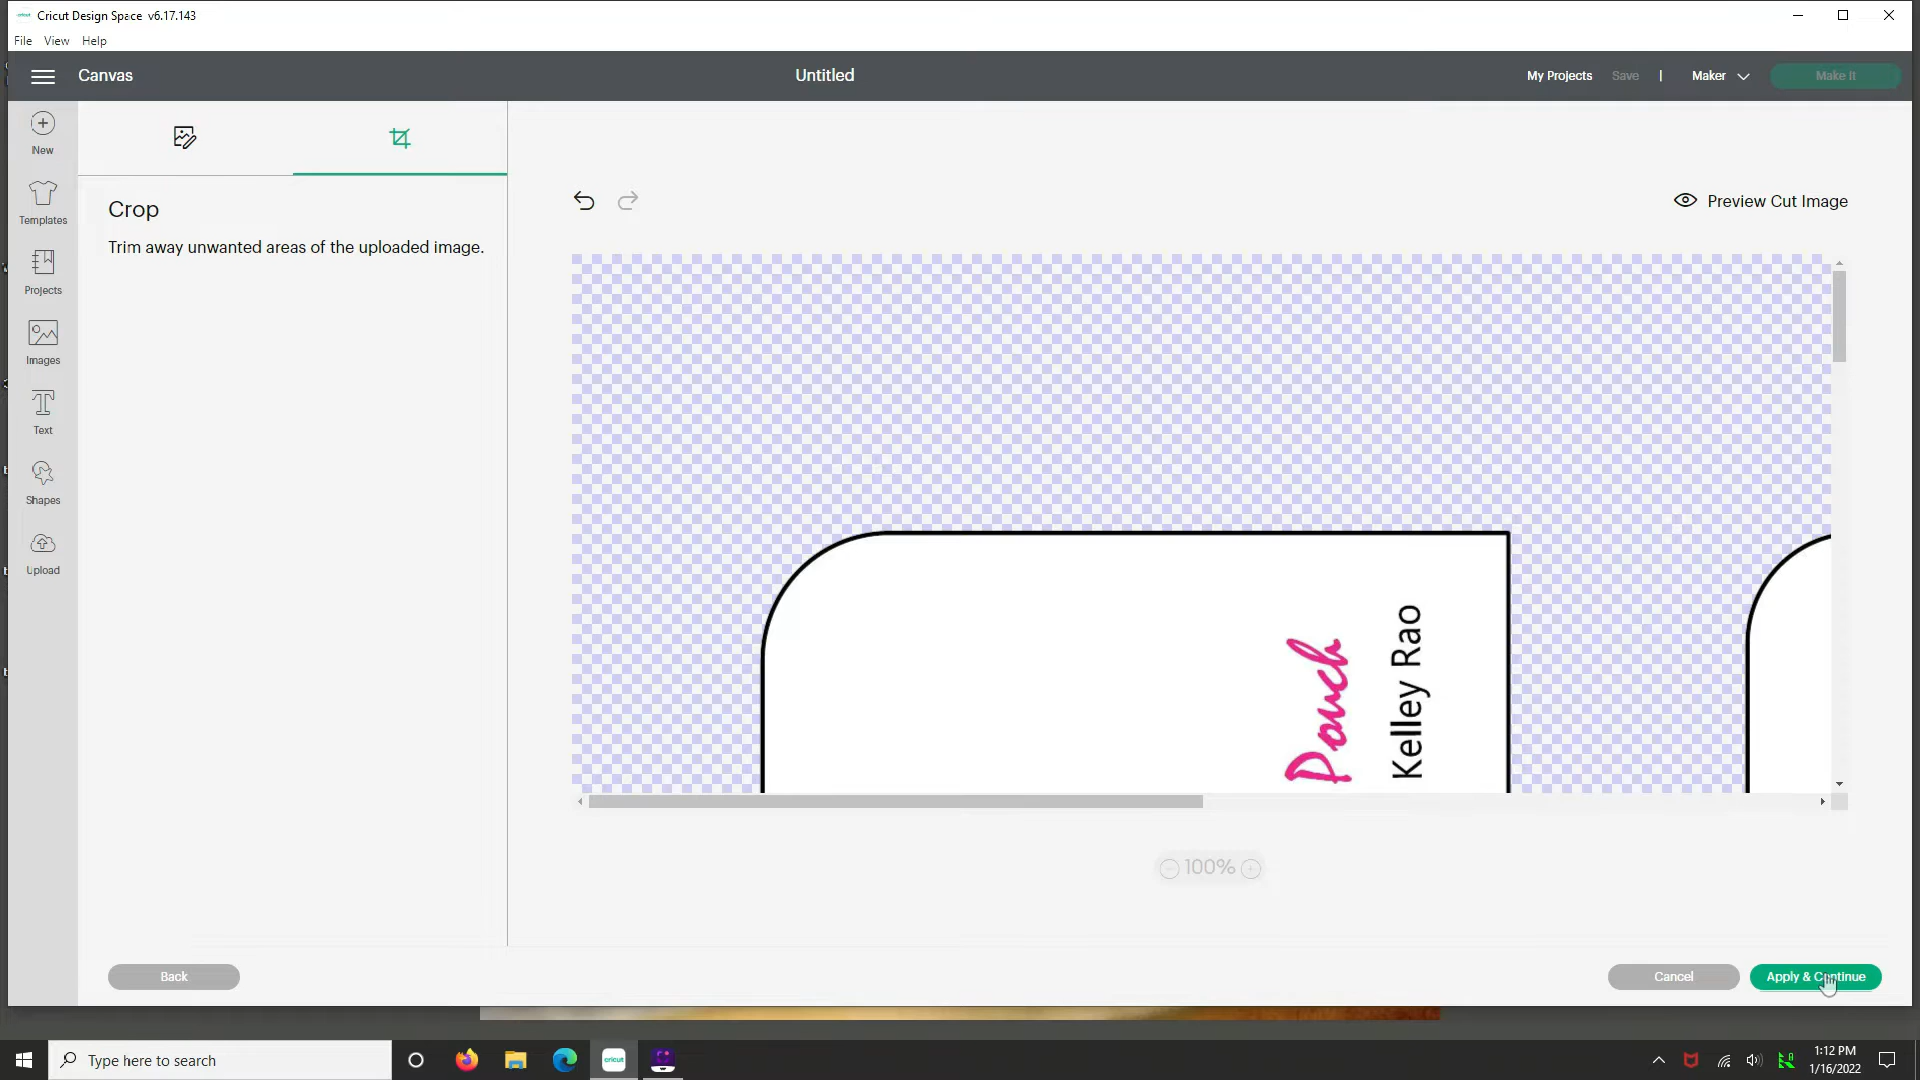 cricut
Cricut Design Space v6.17.143
File View Help
Canvas
Untitled
My Projects Save | Maker Make It
New
Templates
Projects
Images
Text
Shapes
Upload
Crop
Trim away unwanted areas of the uploaded image.
Preview Cut Image
Pouch
Kelley Rao
100%
Back
Cancel
Apply & Continue
Type here to search
cricut
1:12 PM
1/16/2022